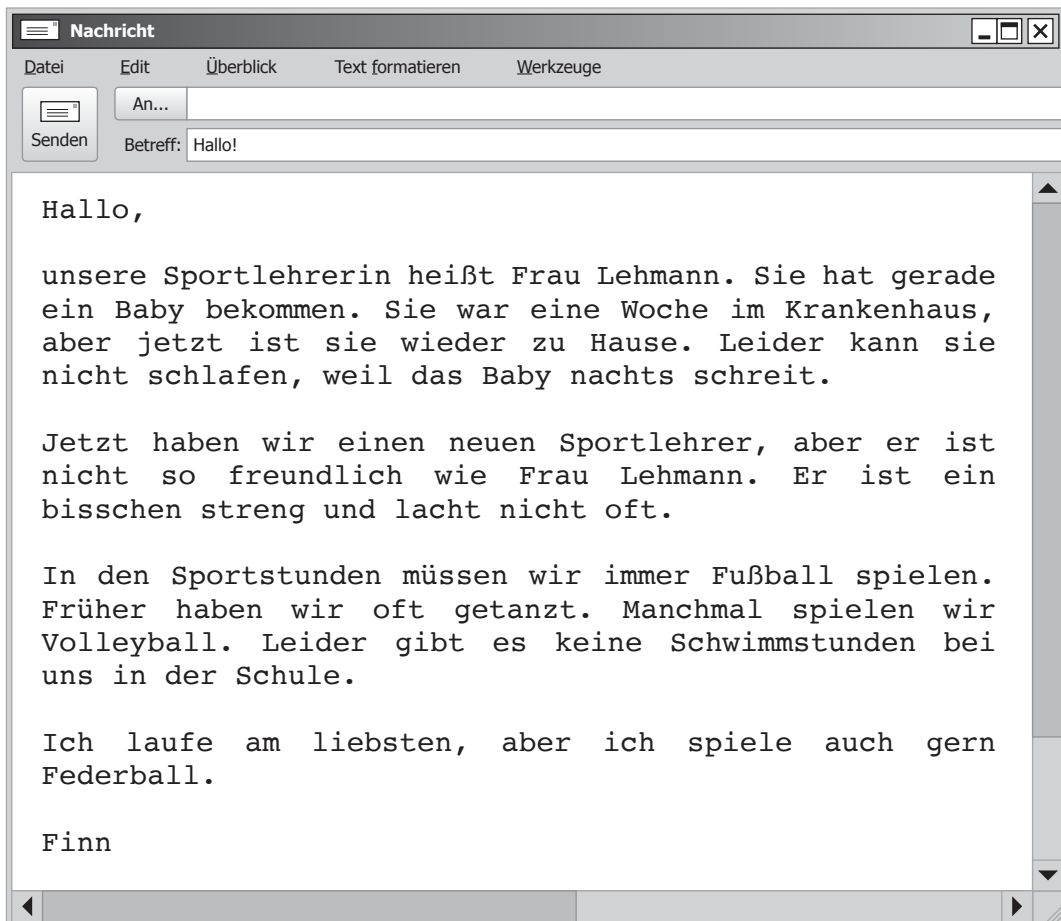 Nachricht
Datei Edit Überblick Text formatieren Werkzeuge
An...
Senden
Betreff: Hallo!
Hallo,
unsere Sportlehrerin heißt Frau Lehmann. Sie hat gerade
ein Baby bekommen. Sie war eine Woche im Krankenhaus,
aber jetzt ist sie wieder zu Hause. Leider kann sie
nicht schlafen, weil das Baby nachts schreit.
Jetzt haben wir einen neuen Sportlehrer, aber er ist
nicht so freundlich wie Frau Lehmann. Er ist ein
bisschen streng und lacht nicht oft.
In den Sportstunden müssen wir immer Fußball spielen.
Früher haben wir oft getanzt. Manchmal spielen wir
Volleyball. Leider gibt es keine Schwimmstunden bei
uns in der Schule.
Ich laufe am liebsten, aber ich spiele auch gern
Federball.
Finn